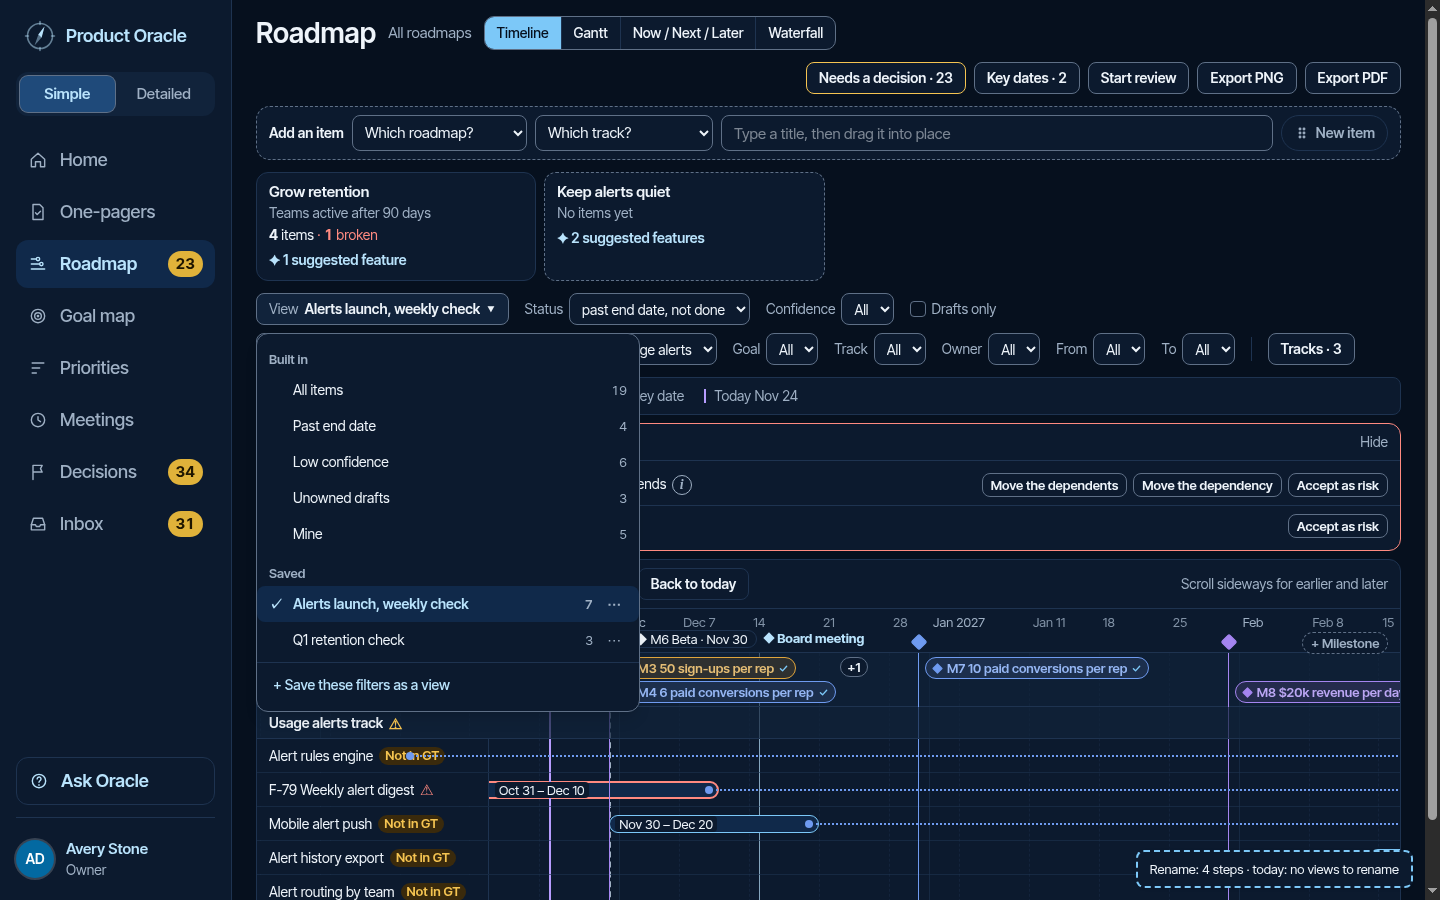 Product Oracle
Simple
Detailed
Home
One-pagers
Roadmap 23
Goal map
Priorities
Meetings
Decisions 34
Inbox 31
Ask Oracle
AD
Avery Stone
Owner
Roadmap
All roadmaps
Timeline
Gantt
Now / Next / Later
Waterfall
Needs a decision · 23
Key dates · 2
Start review
Export PNG
Export PDF
Add an item
Which roadmap?
Which track?
Type a title, then drag it into place
New item
Grow retention
Teams active after 90 days
4 items · 1 broken
1 suggested feature
Keep alerts quiet
No items yet
2 suggested features
View Alerts launch, weekly check
Status past end date, not done
Confidence All
Drafts only
ge alerts
Goal All
Track All
Owner All
From All
To All
Tracks · 3
Built in
All items 19
Past end date 4
Low confidence 6
Unowned drafts 3
Mine 5
Saved
✓ Alerts launch, weekly check 7 ···
Q1 retention check 3 ···
+ Save these filters as a view
ey date
Today Nov 24
Hide
ends i
Move the dependents
Move the dependency
Accept as risk
Accept as risk
Back to today
Scroll sideways for earlier and later
c Dec 7 14 21 28 Jan 2027 Jan 11 18 25 Feb Feb 8 15
M6 Beta · Nov 30
Board meeting
+ Milestone
M3 50 sign-ups per rep ✓
+1
M7 10 paid conversions per rep ✓
M4 6 paid conversions per rep ✓
M8 $20k revenue per da
Usage alerts track
Alert rules engine Not in GT
F-79 Weekly alert digest
Oct 31 – Dec 10
Mobile alert push Not in GT
Nov 30 – Dec 20
Alert history export Not in GT
Alert routing by team Not in GT
Rename: 4 steps · today: no views to rename